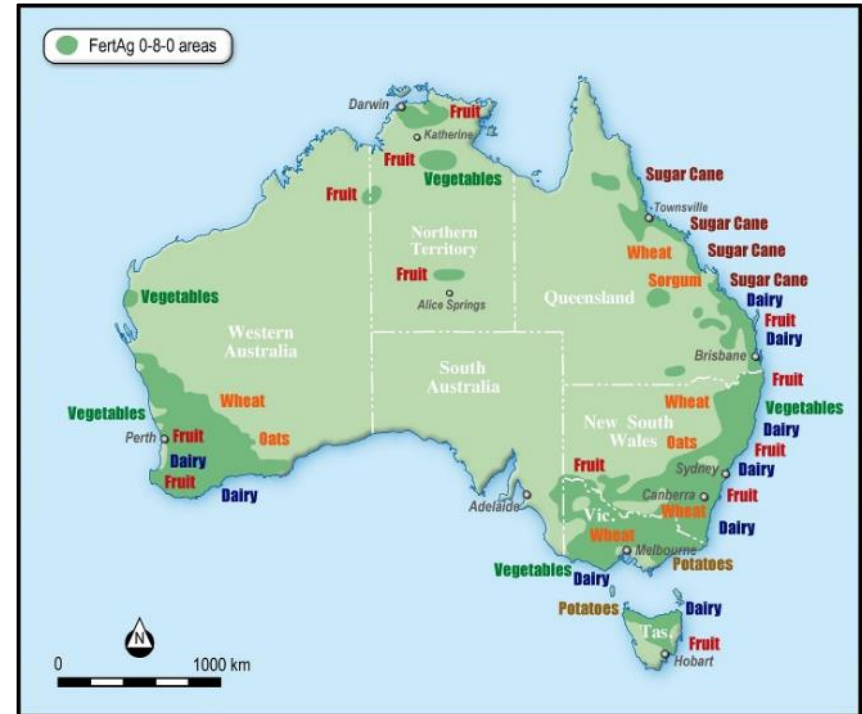 FertAg 0-8-0 areas
Darwin
Fruit
Katherine
Fruit
Vegetables
Fruit
Sugar Cane
Townsville
Sugar Cane
Northern
Territory
Wheat
Sugar Cane
Fruit
Sorgum
Sugar Cane
Alice Springs
Queensland
Dairy
Vegetables
Fruit
Western
Australia
Dairy
Brisbane
South
Australia
Fruit
Wheat
Wheat
Vegetables
Vegetables
New South
Wales
Dairy
Perth
Fruit
Oats
Oats
Fruit
Dairy
Fruit
Sydney
Dairy
Fruit
Dairy
Adelaide
Canberra
Fruit
Vic.
Wheat
Dairy
Wheat
Melbourne
Vegetables
Dairy
Potatoes
Potatoes
Dairy
Tas.
Fruit
Hobart
N
0 1000 km